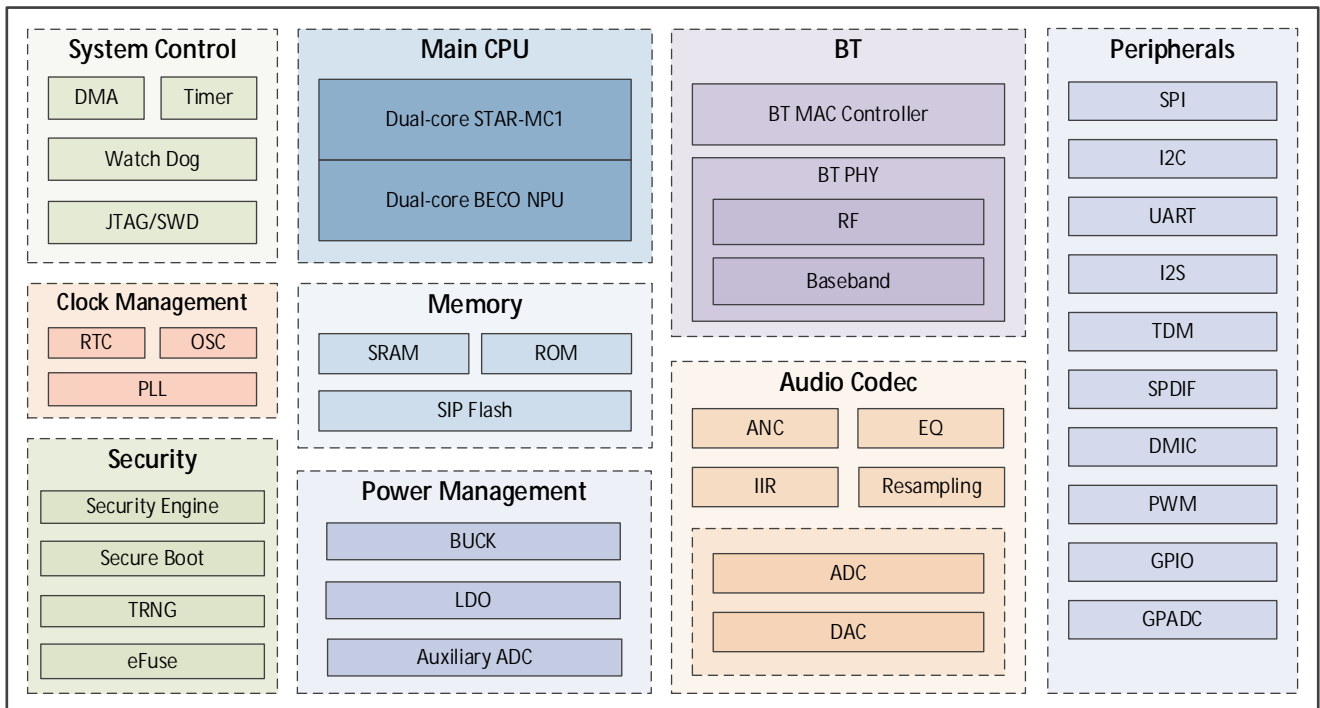 System Control
DMA
Timer
Watch Dog
JTAG/SWD
Clock Management
RTC
OSC
PLL
Security
Security Engine
Secure Boot
TRNG
eFuse
Main CPU
Dual-core STAR-MC1
Dual-core BECO NPU
Memory
SRAM
ROM
SIP Flash
Power Management
BUCK
LDO
Auxiliary ADC
BT
BT MAC Controller
BT PHY
RF
Baseband
Audio Codec
ANC
EQ
IIR
Resampling
ADC
DAC
Peripherals
SPI
I2C
UART
I2S
TDM
SPDIF
DMIC
PWM
GPIO
GPADC